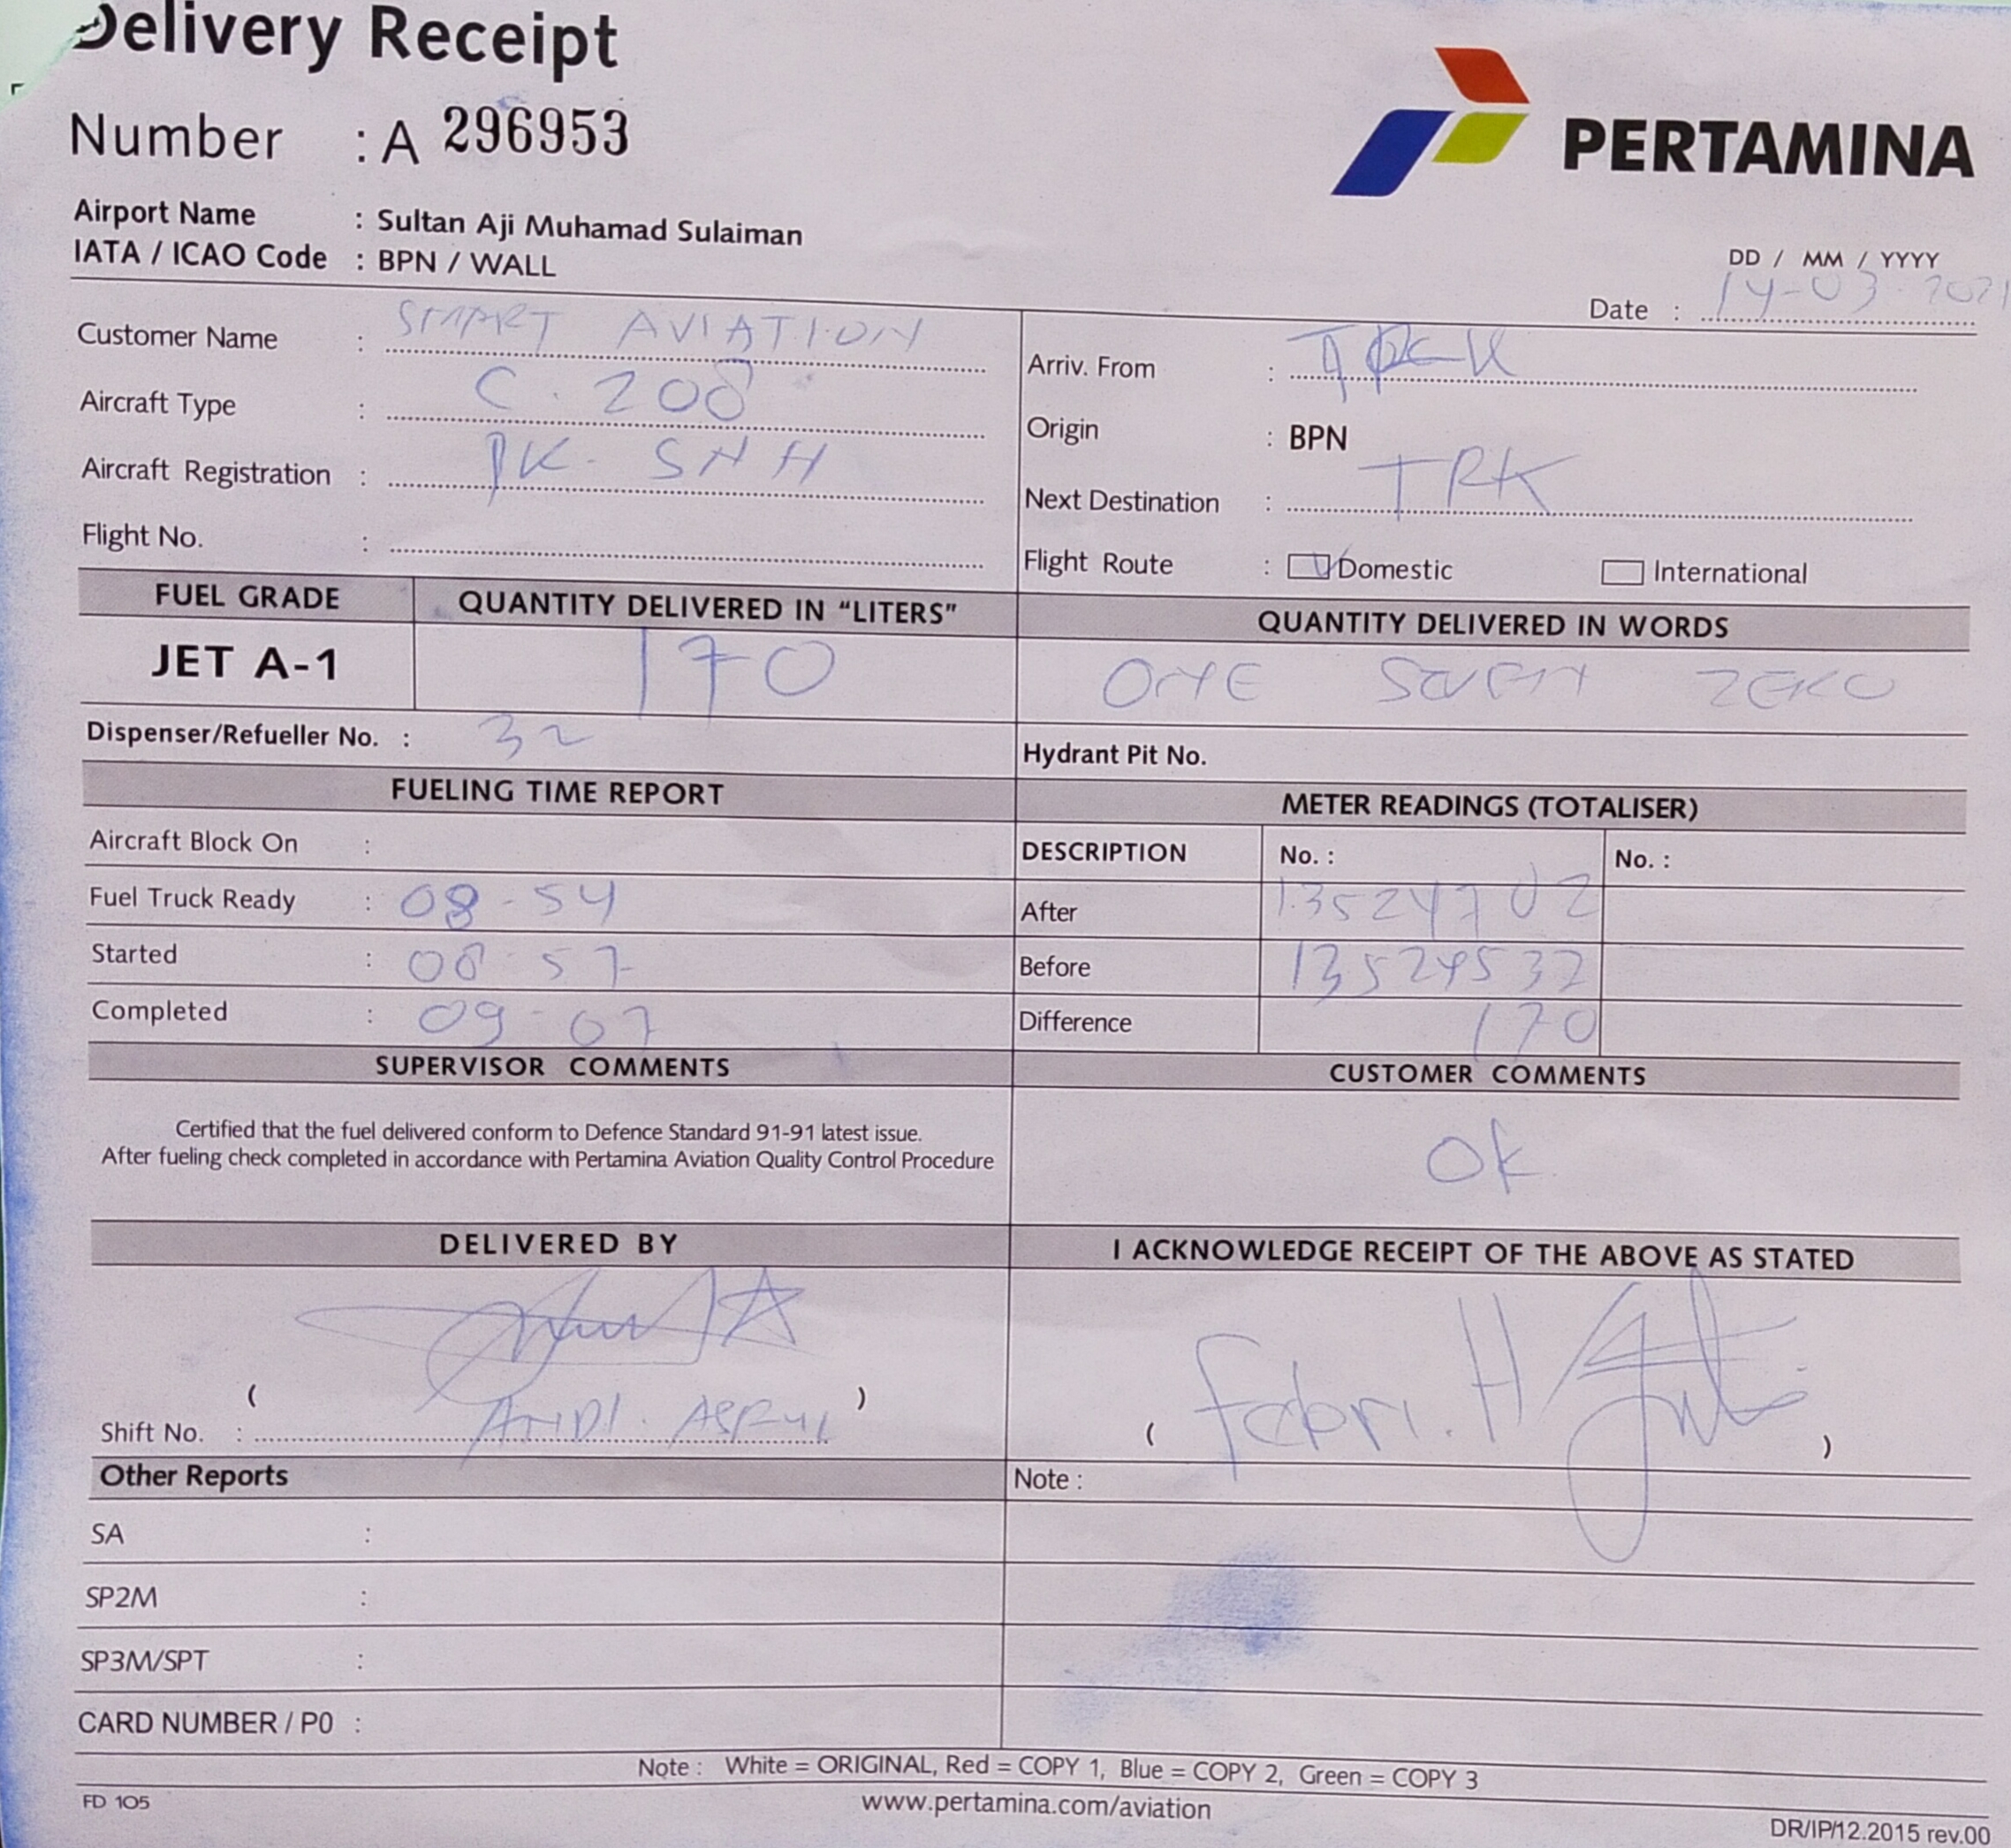 Delivery Receipt
Number : A 296953
PERTAMINA
Airport Name : Sultan Aji Muhamad Sulaiman
IATA / ICAO Code : BPN / WALL
DD / MM / YYYY
Date : 14-03-2021
Customer Name : SMART AVIATION
Aircraft Type : C. 208
Aircraft Registration : PK-SNH
Flight No. :
Arriv. From : TRK
Origin : BPN
Next Destination : TRK
Flight Route : Domestic International
FUEL GRADE QUANTITY DELIVERED IN “LITERS” QUANTITY DELIVERED IN WORDS
JET A-1 170 ONE SEVEN ZERO
Dispenser/Refueller No. : 32 Hydrant Pit No.
FUELING TIME REPORT METER READINGS (TOTALISER)
Aircraft Block On : DESCRIPTION No. : No. :
Fuel Truck Ready : 08-54 After 13524702
Started : 08-57 Before 13524532
Completed : 09-07 Difference 170
SUPERVISOR COMMENTS CUSTOMER COMMENTS
Certified that the fuel delivered conform to Defence Standard 91-91 latest issue.
After fueling check completed in accordance with Pertamina Aviation Quality Control Procedure
Ok
DELIVERED BY I ACKNOWLEDGE RECEIPT OF THE ABOVE AS STATED
( )
Shift No. : ANDI
( Febri. H )
Other Reports Note :
SA :
SP2M :
SP3M/SPT :
CARD NUMBER / P0 :
Note : White = ORIGINAL, Red = COPY 1, Blue = COPY 2, Green = COPY 3
FD 105 www.pertamina.com/aviation DR/IP/12.2015 rev.00